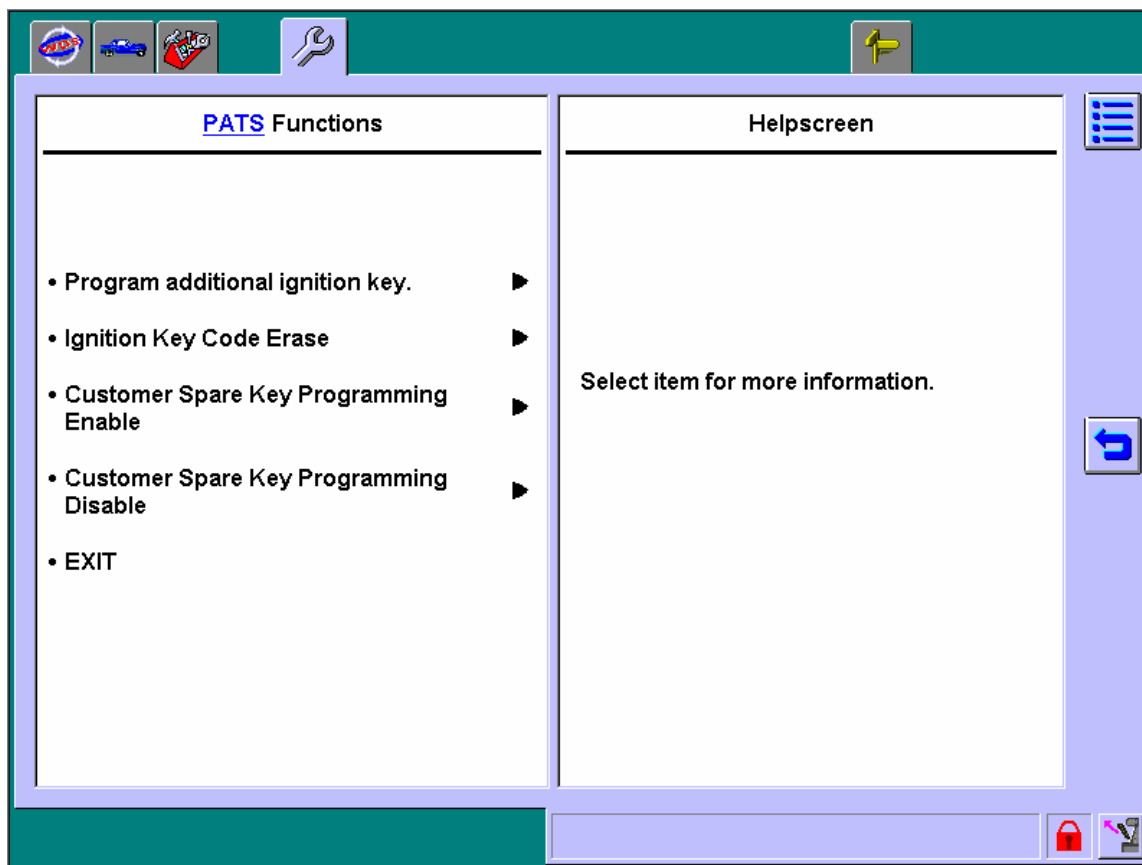 WDS
PATS Functions
Helpscreen
• Program additional ignition key.
• Ignition Key Code Erase
• Customer Spare Key Programming
Enable
• Customer Spare Key Programming
Disable
• EXIT
Select item for more information.